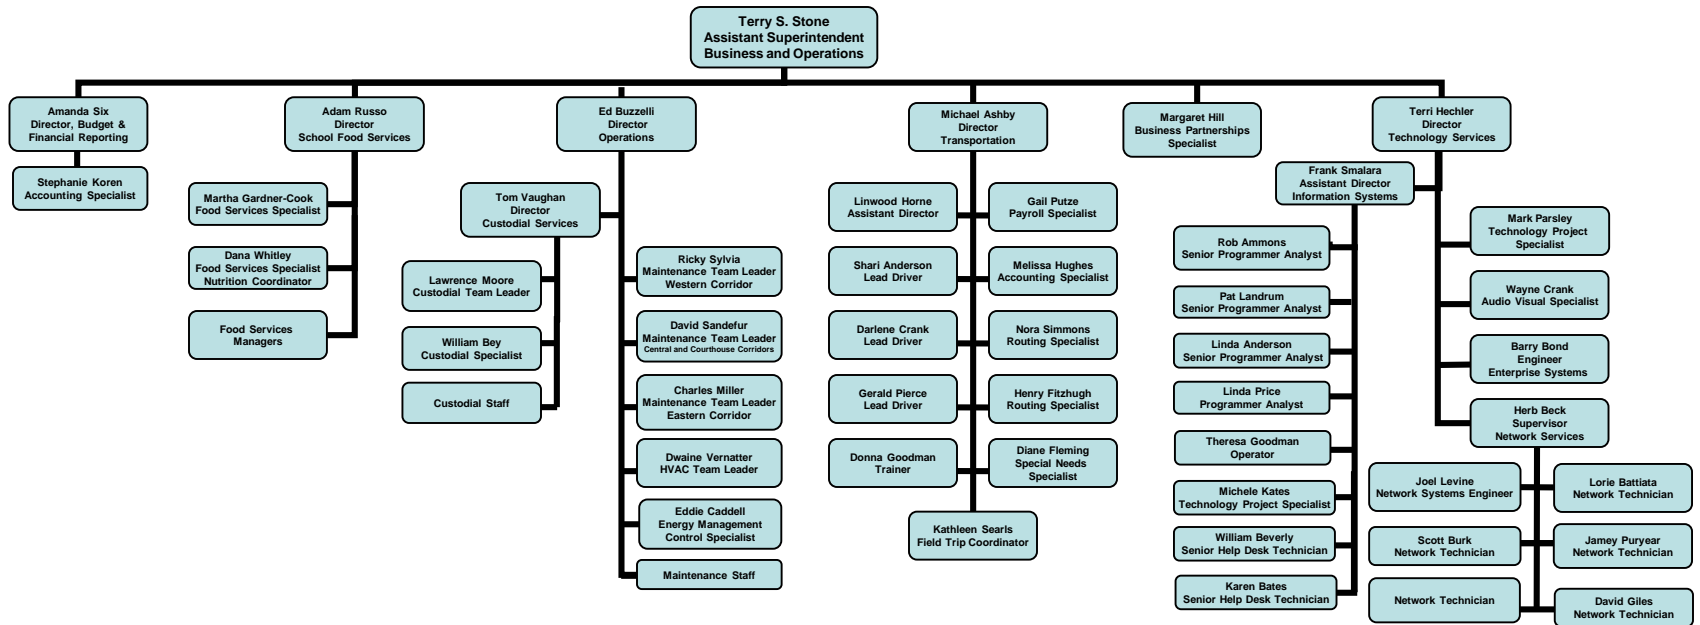 Terry S. Stone
Assistant Superintendent
Business and Operations
Amanda Six
Director, Budget &
Financial Reporting
Stephanie Koren
Accounting Specialist
Adam Russo
Director
School Food Services
Martha Gardner-Cook
Food Services Specialist
Dana Whitley
Food Services Specialist
Nutrition Coordinator
Food Services
Managers
Ed Buzzelli
Director
Operations
Tom Vaughan
Director
Custodial Services
Lawrence Moore
Custodial Team Leader
William Bey
Custodial Specialist
Custodial Staff
Ricky Sylvia
Maintenance Team Leader
Western Corridor
David Sandefur
Maintenance Team Leader
Central and Courthouse Corridors
Charles Miller
Maintenance Team Leader
Eastern Corridor
Dwaine Vernatter
HVAC Team Leader
Eddie Caddell
Energy Management
Control Specialist
Maintenance Staff
Michael Ashby
Director
Transportation
Linwood Horne
Assistant Director
Gail Putze
Payroll Specialist
Shari Anderson
Lead Driver
Melissa Hughes
Accounting Specialist
Darlene Crank
Lead Driver
Nora Simmons
Routing Specialist
Gerald Pierce
Lead Driver
Henry Fitzhugh
Routing Specialist
Donna Goodman
Trainer
Diane Fleming
Special Needs
Specialist
Kathleen Searls
Field Trip Coordinator
Margaret Hill
Business Partnerships
Specialist
Terri Hechler
Director
Technology Services
Frank Smalara
Assistant Director
Information Systems
Rob Ammons
Senior Programmer Analyst
Pat Landrum
Senior Programmer Analyst
Linda Anderson
Senior Programmer Analyst
Linda Price
Programmer Analyst
Theresa Goodman
Operator
Michele Kates
Technology Project Specialist
William Beverly
Senior Help Desk Technician
Karen Bates
Senior Help Desk Technician
Mark Parsley
Technology Project
Specialist
Wayne Crank
Audio Visual Specialist
Barry Bond
Engineer
Enterprise Systems
Herb Beck
Supervisor
Network Services
Joel Levine
Network Systems Engineer
Lorie Battiata
Network Technician
Scott Burk
Network Technician
Jamey Puryear
Network Technician
Network Technician
David Giles
Network Technician